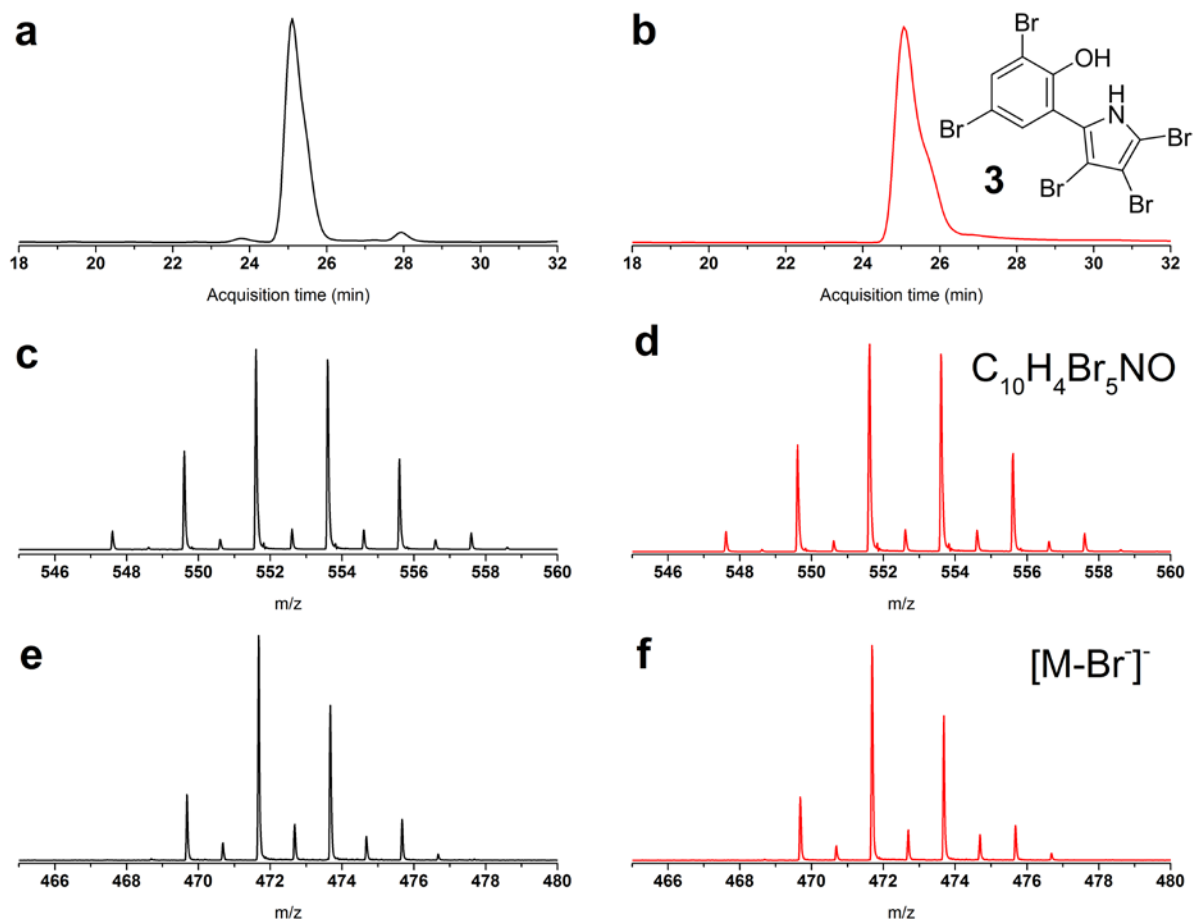 a
b
Br
OH
H
N
Br
Br
3
Br
Br
18 20 22 24 26 28 30 32
Acquisition time (min)
18 20 22 24 26 28 30 32
Acquisition time (min)
c
d
C₁₀H₄Br₅NO
546 548 550 552 554 556 558 560
m/z
546 548 550 552 554 556 558 560
m/z
e
f
[M-Br⁻]⁻
466 468 470 472 474 476 478 480
m/z
466 468 470 472 474 476 478 480
m/z